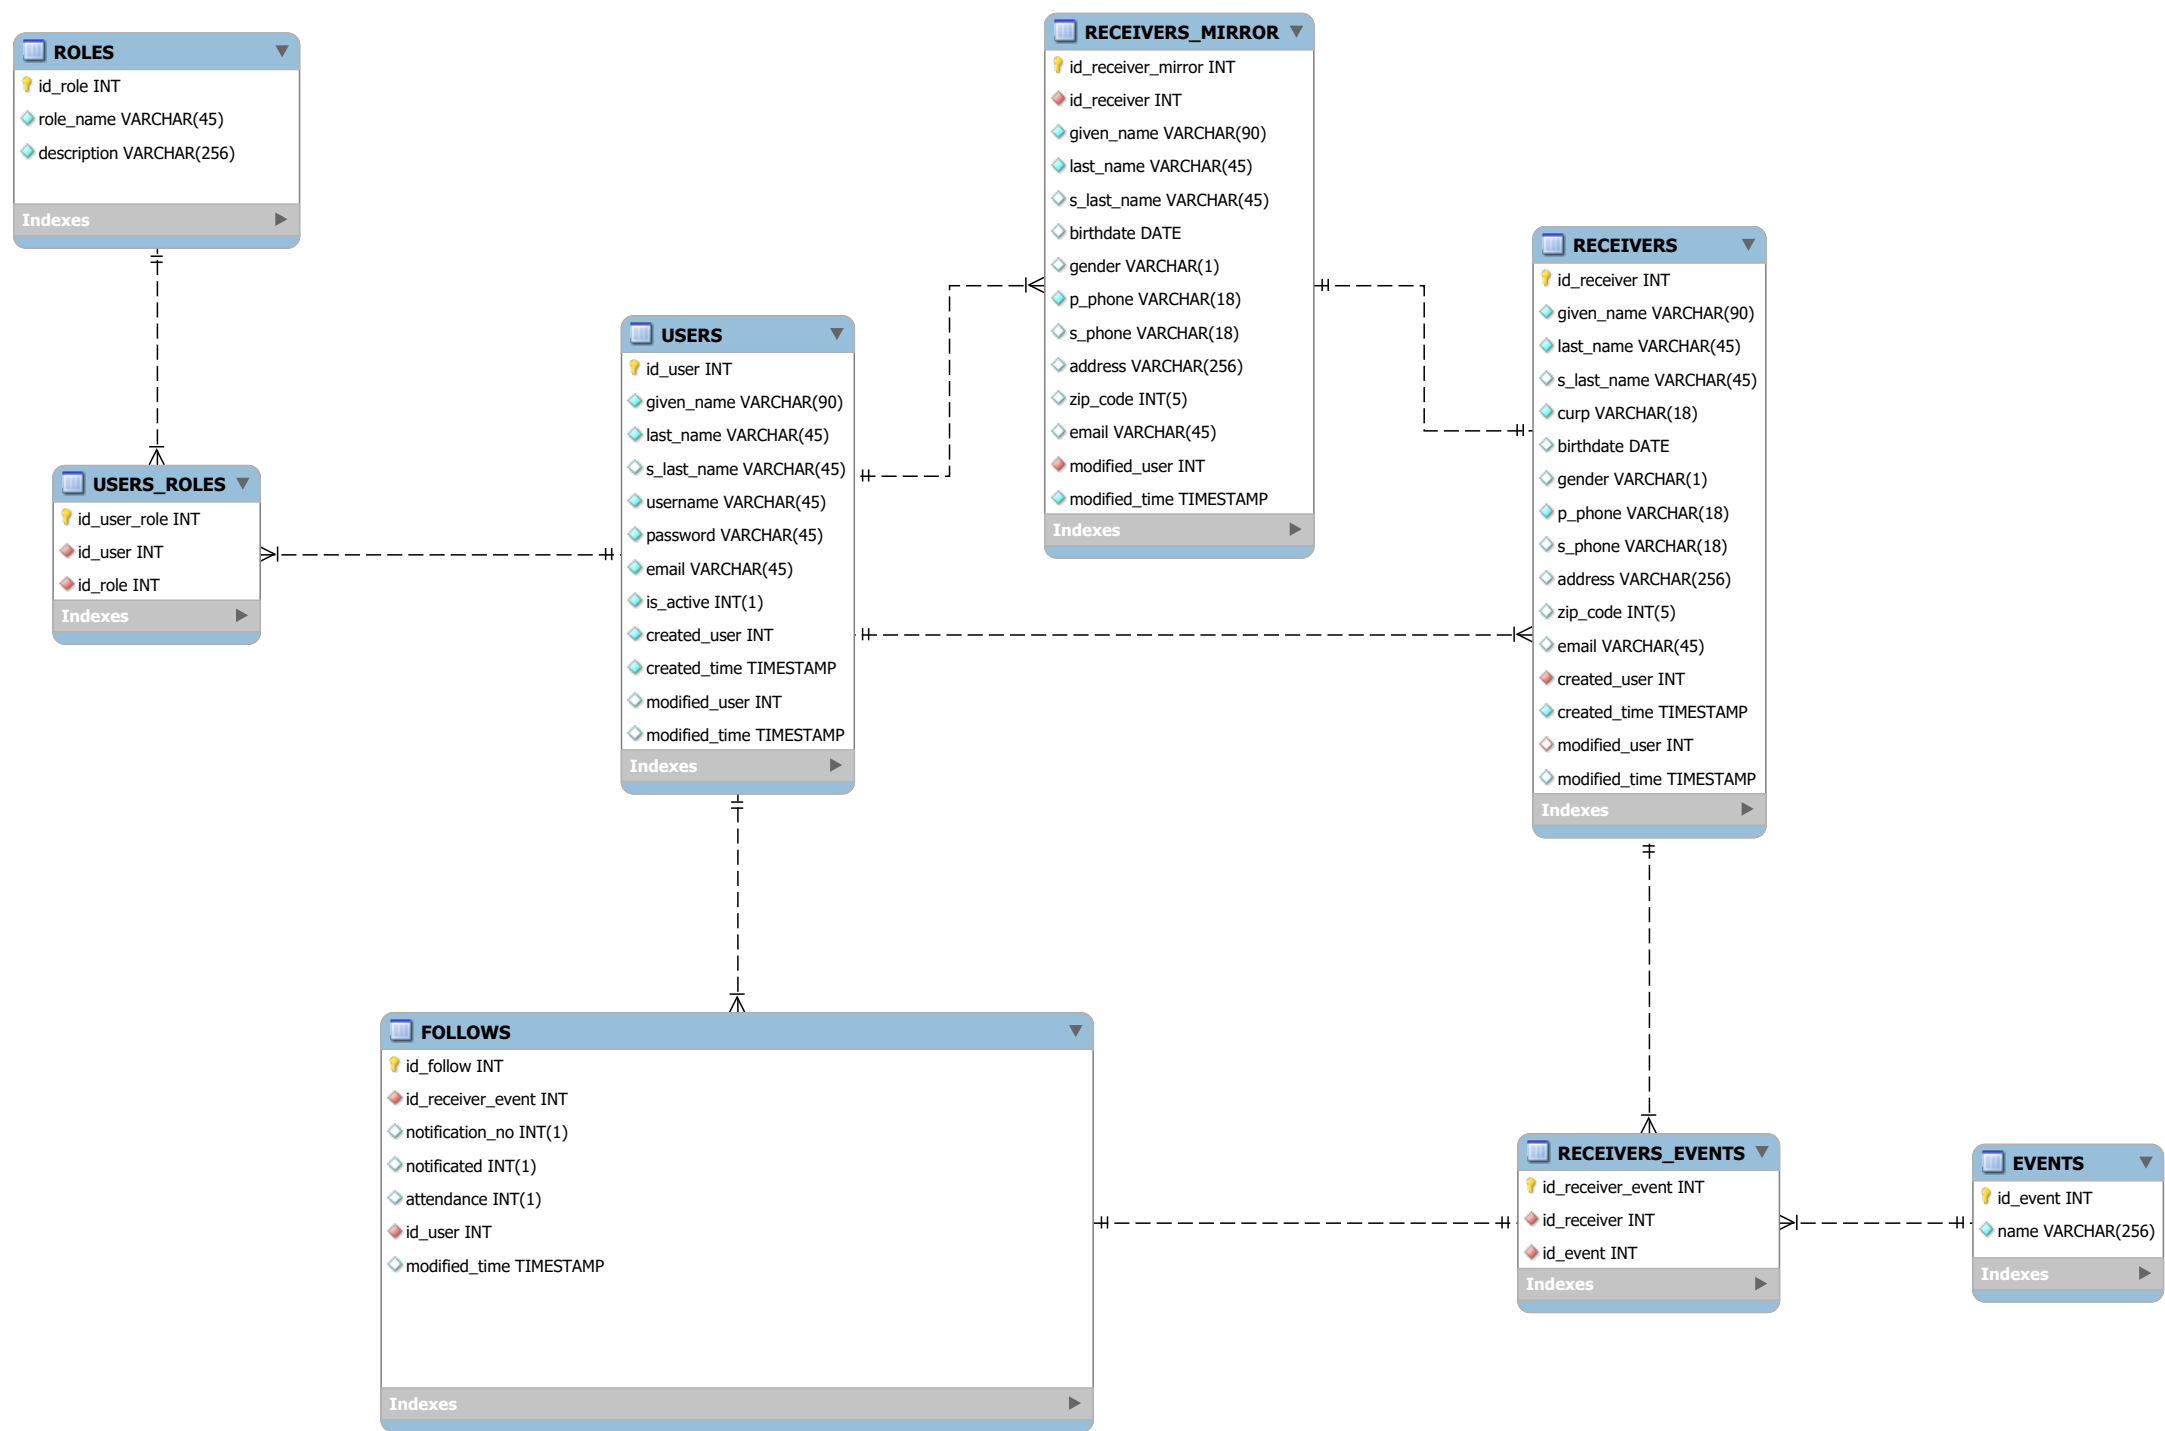 ROLES
id_role INT
role_name VARCHAR(45)
description VARCHAR(256)
Indexes
USERS_ROLES
id_user_role INT
id_user INT
id_role INT
Indexes
USERS
id_user INT
given_name VARCHAR(90)
last_name VARCHAR(45)
s_last_name VARCHAR(45)
username VARCHAR(45)
password VARCHAR(45)
email VARCHAR(45)
is_active INT(1)
created_user INT
created_time TIMESTAMP
modified_user INT
modified_time TIMESTAMP
Indexes
RECEIVERS_MIRROR
id_receiver_mirror INT
id_receiver INT
given_name VARCHAR(90)
last_name VARCHAR(45)
s_last_name VARCHAR(45)
birthdate DATE
gender VARCHAR(1)
p_phone VARCHAR(18)
s_phone VARCHAR(18)
address VARCHAR(256)
zip_code INT(5)
email VARCHAR(45)
modified_user INT
modified_time TIMESTAMP
Indexes
RECEIVERS
id_receiver INT
given_name VARCHAR(90)
last_name VARCHAR(45)
s_last_name VARCHAR(45)
curp VARCHAR(18)
birthdate DATE
gender VARCHAR(1)
p_phone VARCHAR(18)
s_phone VARCHAR(18)
address VARCHAR(256)
zip_code INT(5)
email VARCHAR(45)
created_user INT
created_time TIMESTAMP
modified_user INT
modified_time TIMESTAMP
Indexes
FOLLOWS
id_follow INT
id_receiver_event INT
notification_no INT(1)
notificated INT(1)
attendance INT(1)
id_user INT
modified_time TIMESTAMP
Indexes
RECEIVERS_EVENTS
id_receiver_event INT
id_receiver INT
id_event INT
Indexes
EVENTS
id_event INT
name VARCHAR(256)
Indexes